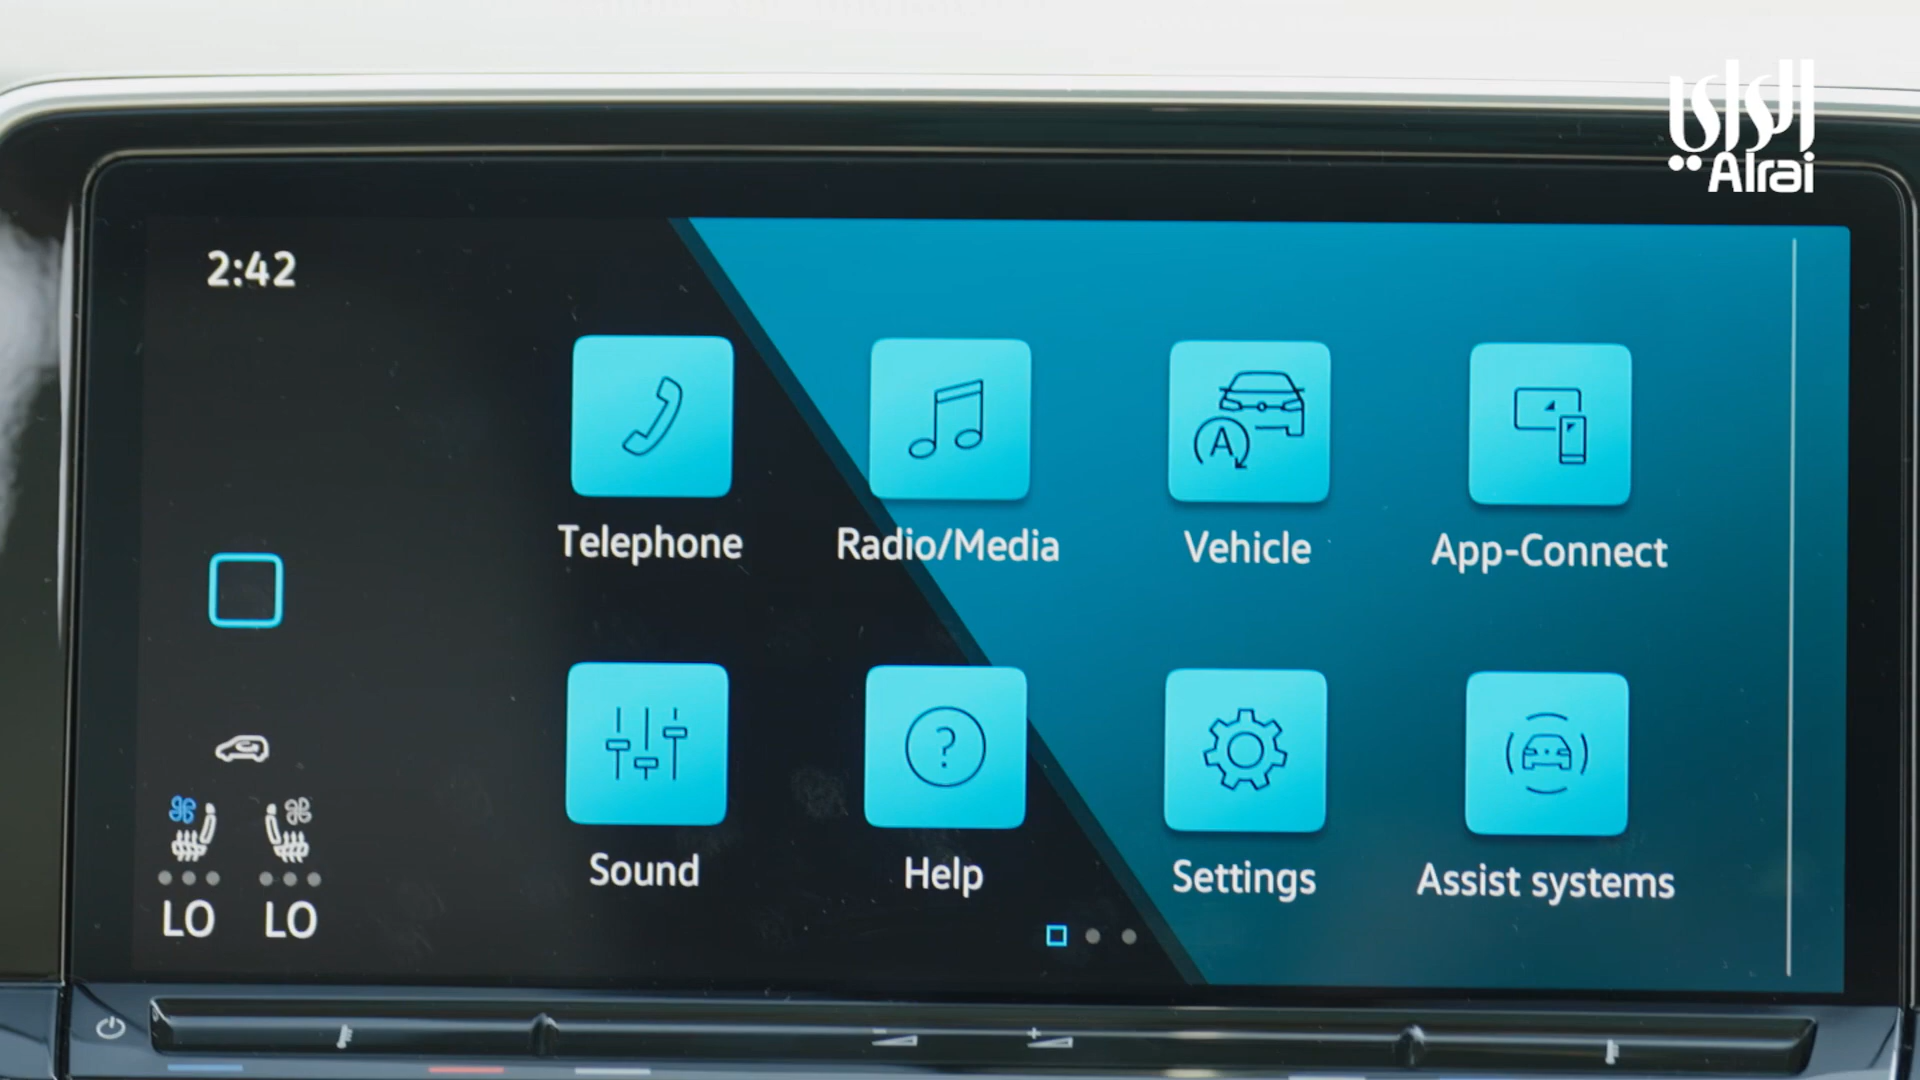 الراي
Alrai
2:42
Telephone
Radio/Media
A
Vehicle
App-Connect
Sound
?
Help
Settings
Assist systems
LO
LO